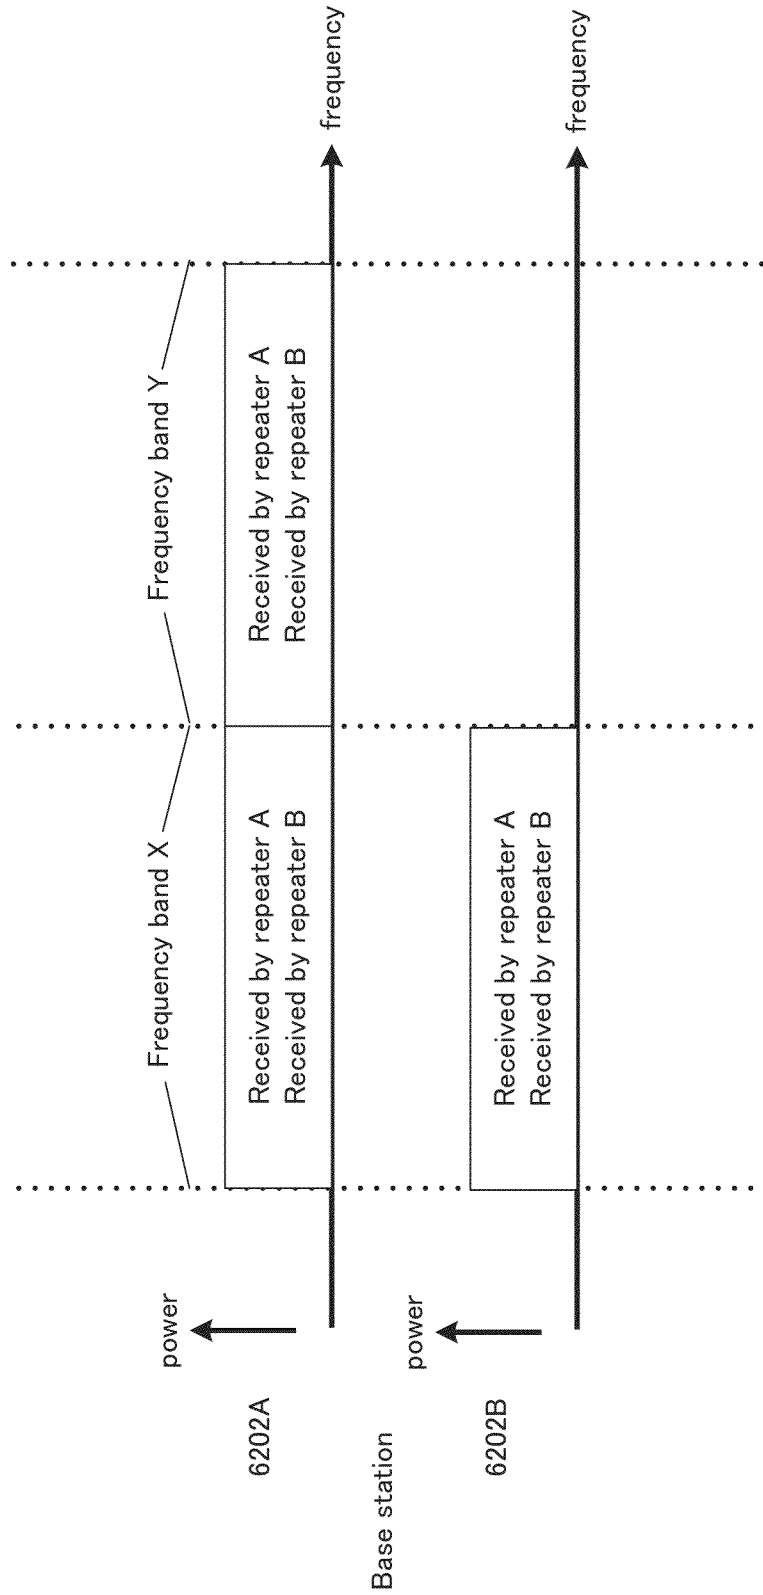 Frequency band X
Frequency band Y
power
6202A
Received by repeater A
Received by repeater B
Received by repeater A
Received by repeater B
frequency
Base station
power
6202B
Received by repeater A
Received by repeater B
frequency